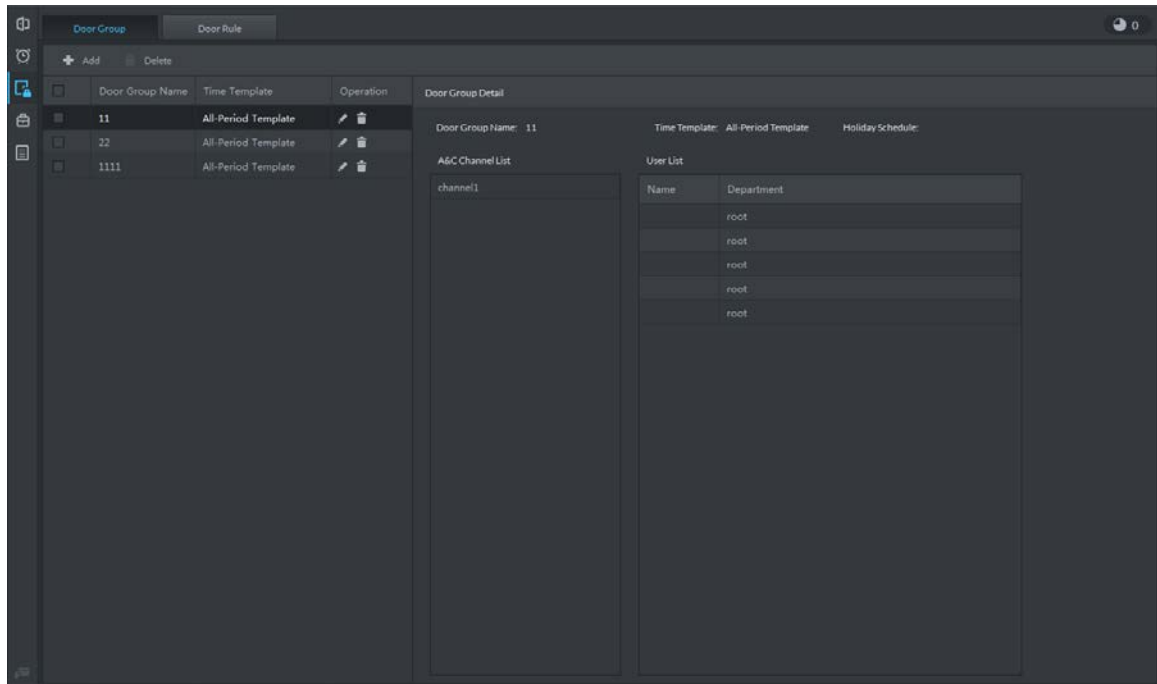 Door Group Door Rule 0
Add Delete
Door Group Name Time Template Operation
11 All-Period Template
22 All-Period Template
1111 All-Period Template
Door Group Detail
Door Group Name: 11 Time Template: All-Period Template Holiday Schedule:
A&C Channel List User List
channel1
Name Department
root
root
root
root
root